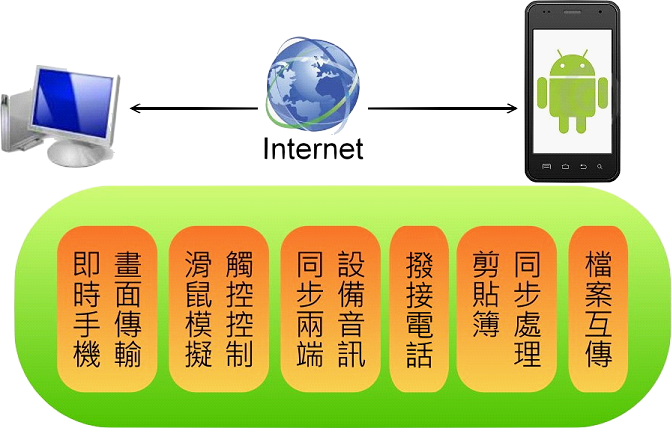 Internet
即時手機
畫面傳輸
滑鼠模擬
觸控控制
同步兩端
設備音訊
撥接電話
剪貼簿
同步處理
檔案互傳